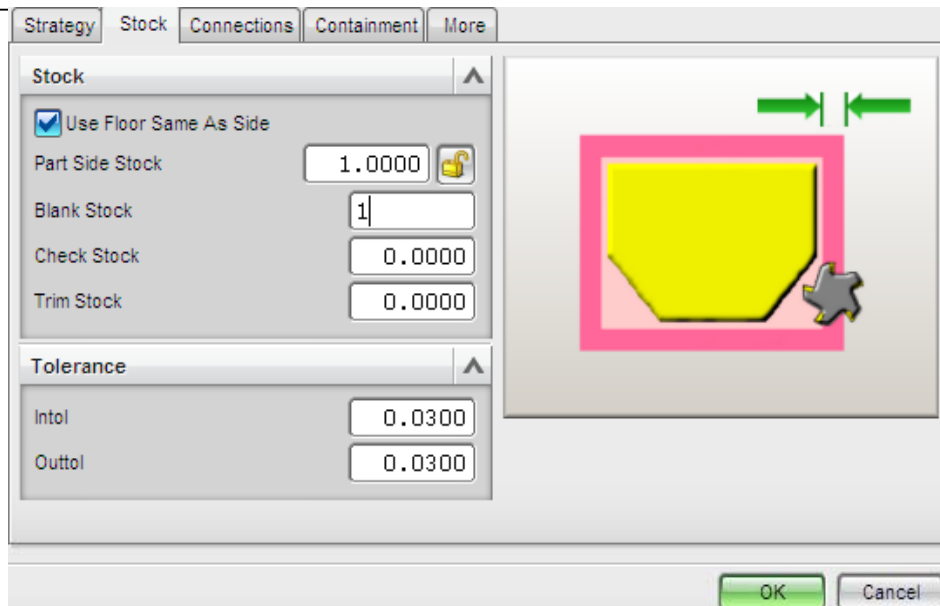 Strategy Stock Connections Containment More
Stock
Use Floor Same As Side
Part Side Stock 1.0000
Blank Stock 1
Check Stock 0.0000
Trim Stock 0.0000
Tolerance
Intol 0.0300
Outtol 0.0300
OK Cancel